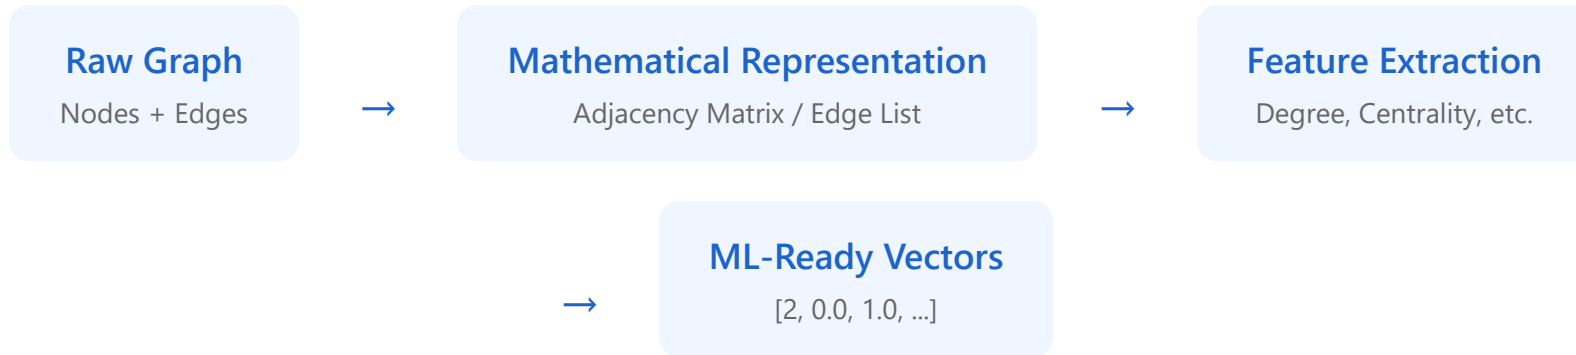 Raw Graph
Nodes + Edges
→
Mathematical Representation
Adjacency Matrix / Edge List
→
Feature Extraction
Degree, Centrality, etc.
→
ML-Ready Vectors
[2, 0.0, 1.0, ...]